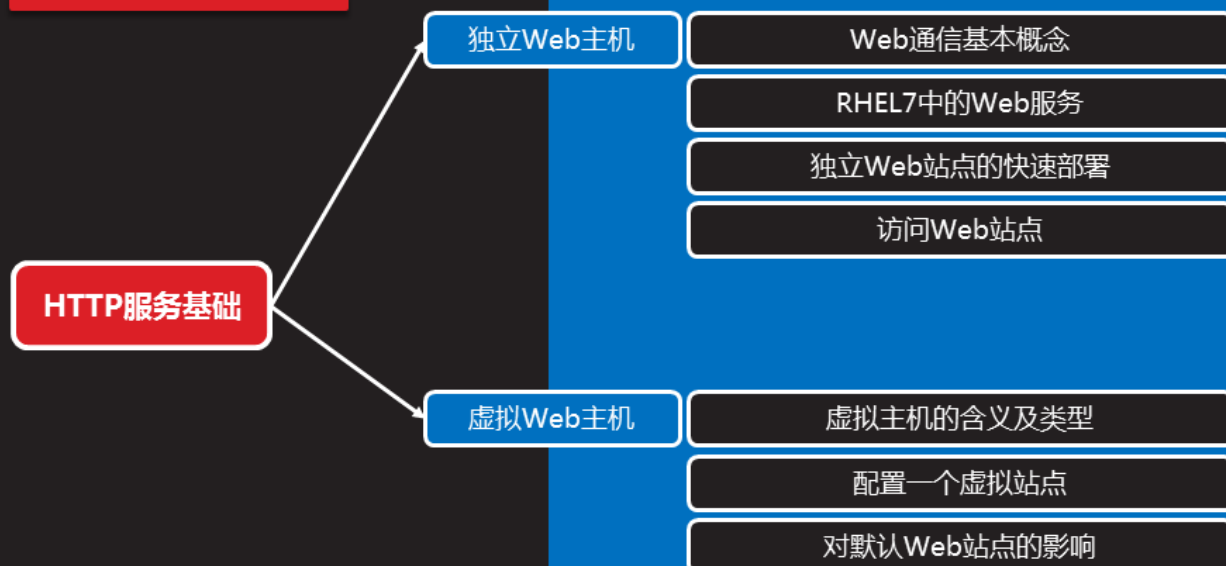 独立Web主机
Web通信基本概念
RHEL7中的Web服务
独立Web站点的快速部署
访问Web站点
HTTP服务基础
虚拟Web主机
虚拟主机的含义及类型
配置一个虚拟站点
对默认Web站点的影响